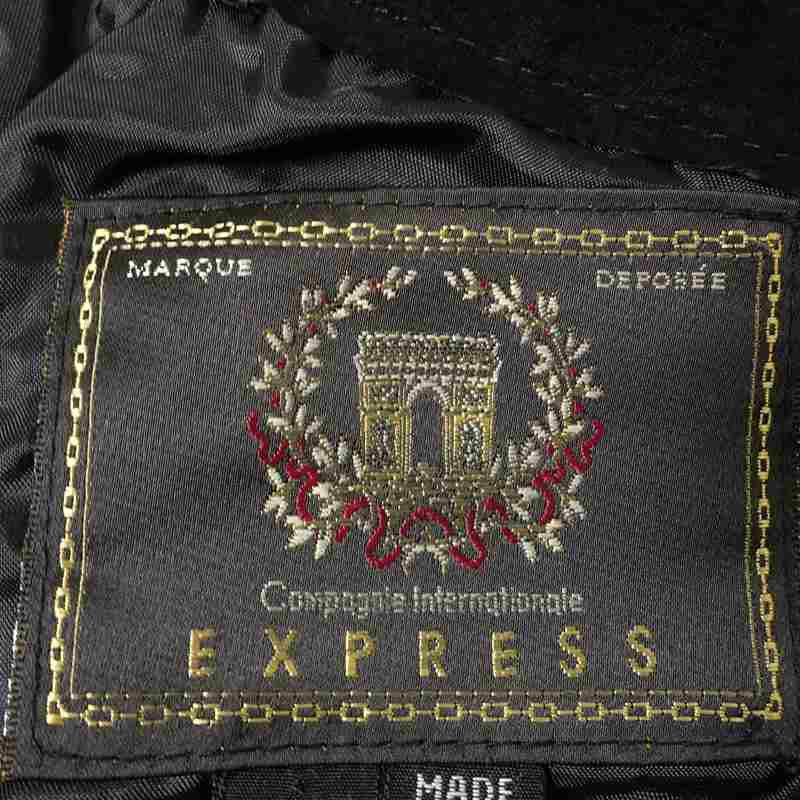 MARQUE DEPOSÉE
Compagnie Internationale
EXPRESS
MADE